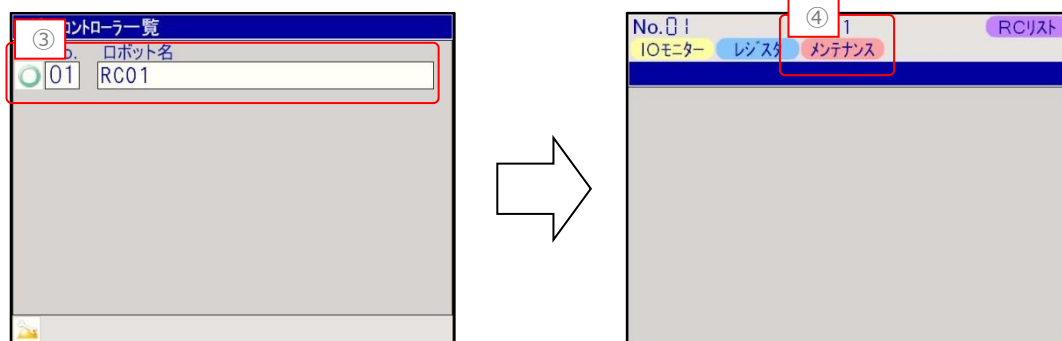 ③
ントローラー一覧
o.
ロボット名
01
RC01
④
No.01
1
RCリスト
IOモニター
レジスタ
メンテナンス